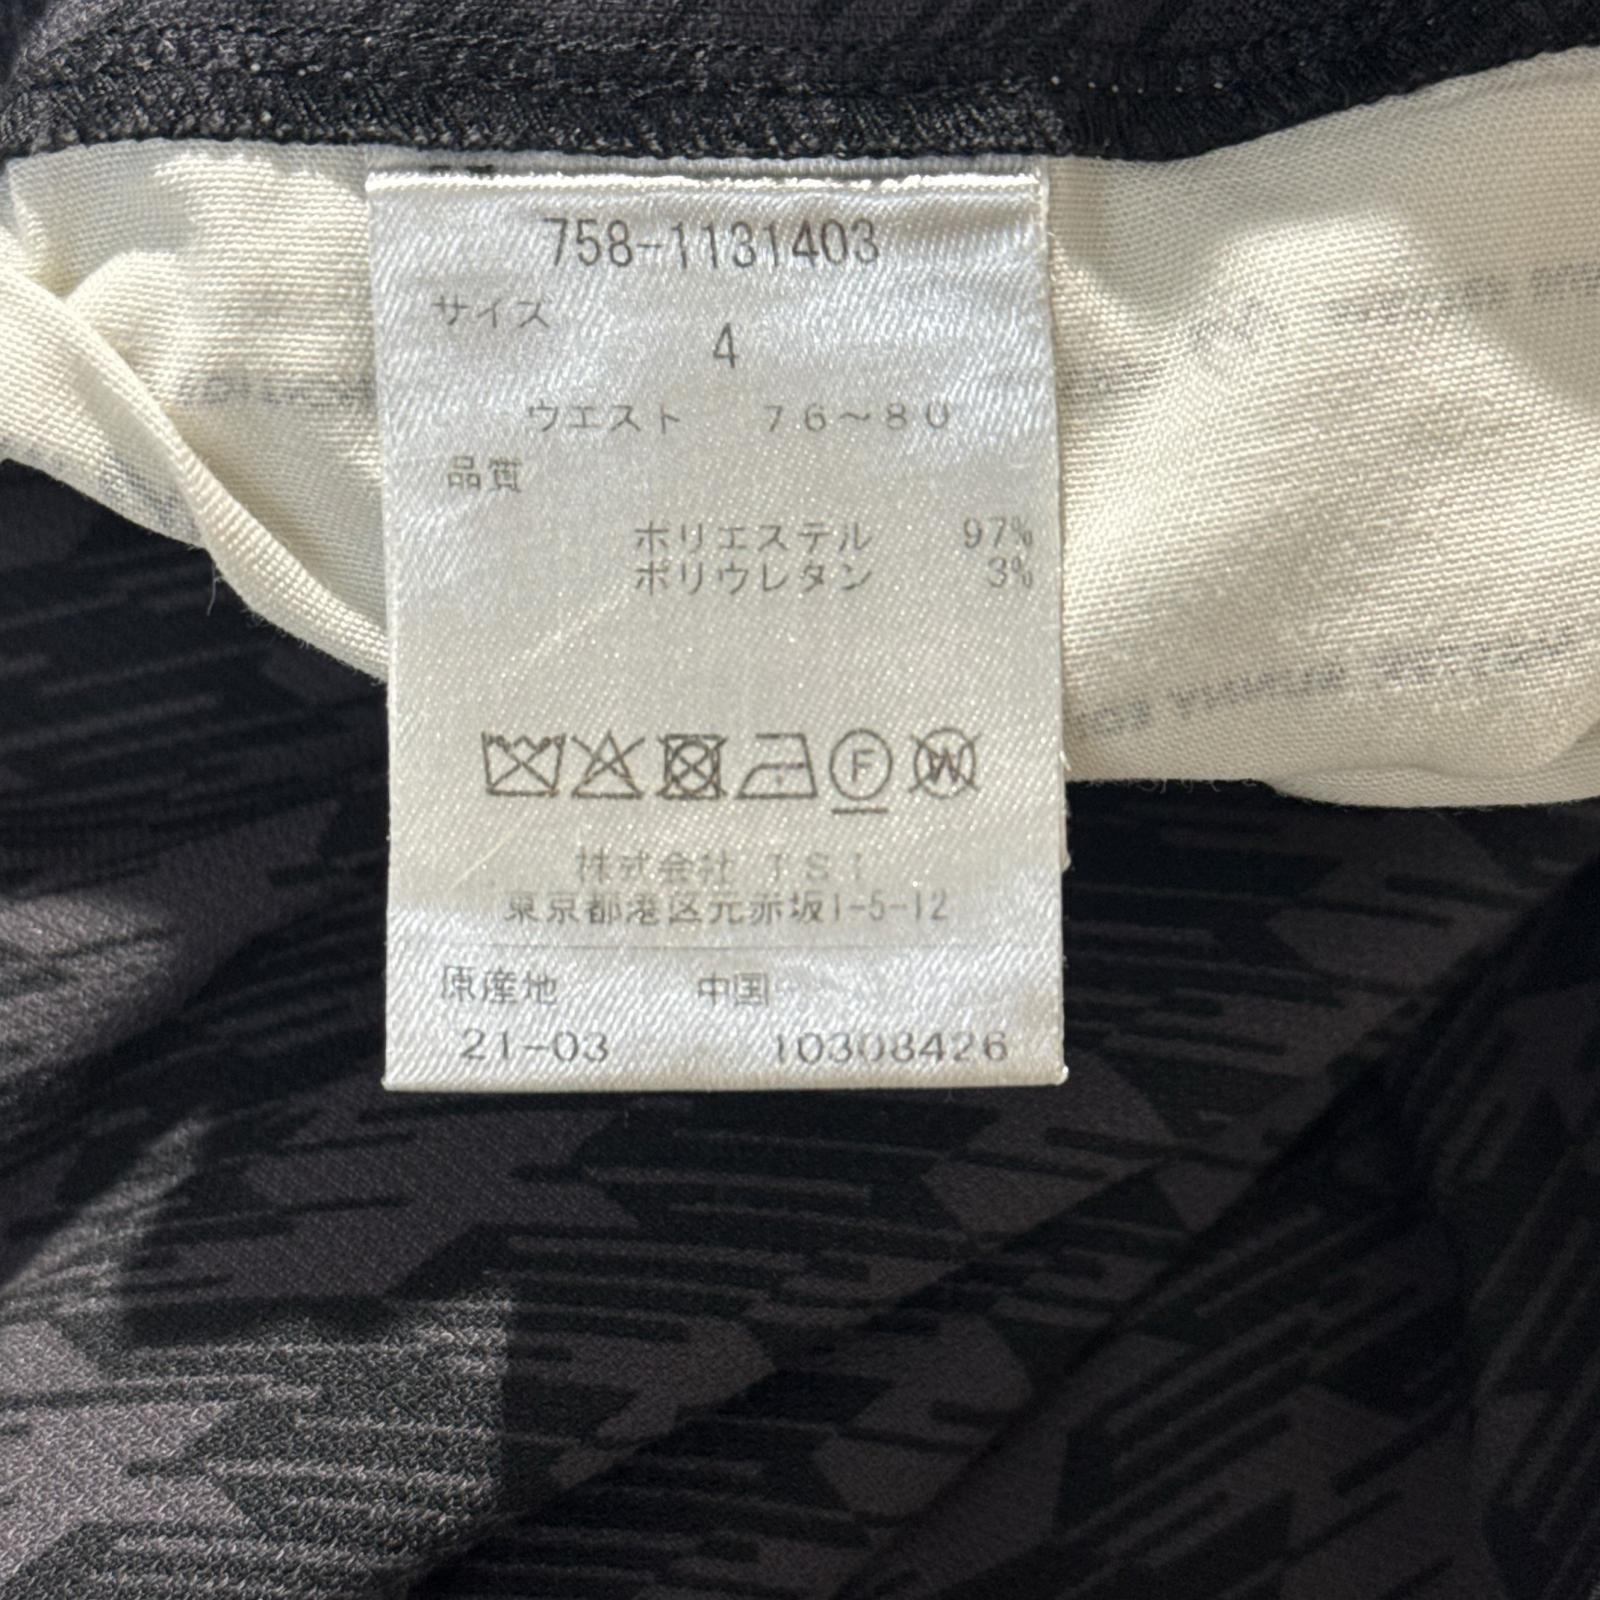 758-1131403
サイズ
4
ウエスト 76～80
品質
ポリエステル 97%
ポリウレタン 3%
F W
株式会社 TSI
東京都港区元赤坂1-5-12
原産地 中国
21-03 10308426